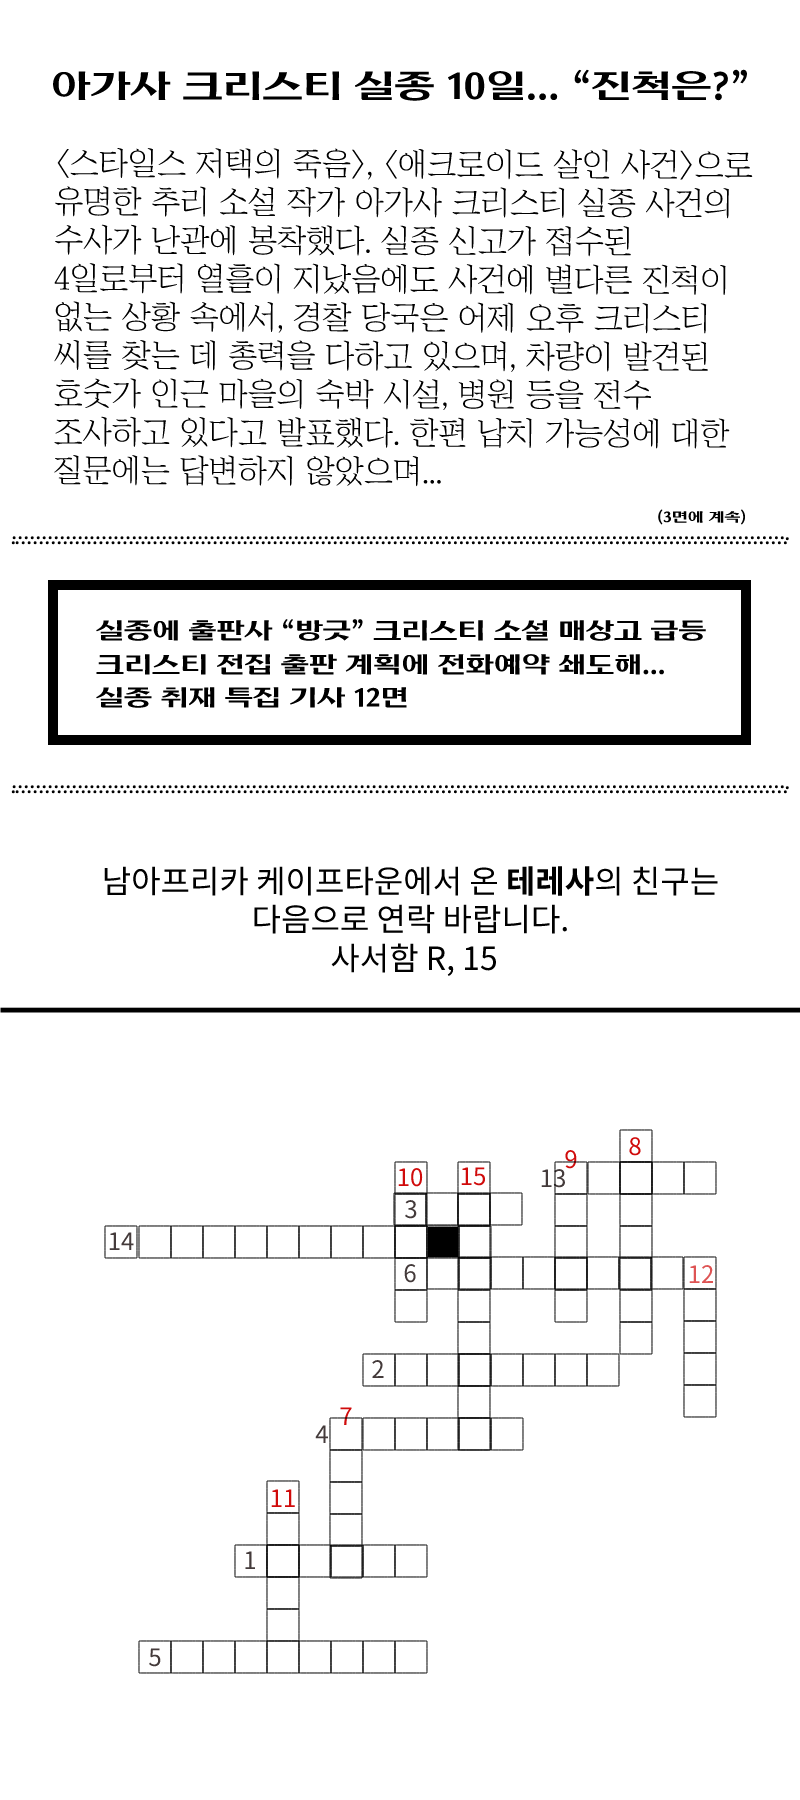 아가사 크리스티 실종 10일... “진척은?”
〈스타일스 저택의 죽음〉, 〈애크로이드 살인 사건〉으로
유명한 추리 소설 작가 아가사 크리스티 실종 사건의
수사가 난관에 봉착했다. 실종 신고가 접수된
4일로부터 열흘이 지났음에도 사건에 별다른 진척이
없는 상황 속에서, 경찰 당국은 어제 오후 크리스티
씨를 찾는 데 총력을 다하고 있으며, 차량이 발견된
호숫가 인근 마을의 숙박 시설, 병원 등을 전수
조사하고 있다고 발표했다. 한편 납치 가능성에 대한
질문에는 답변하지 않았으며...
(3면에 계속)
실종에 출판사 “방긋” 크리스티 소설 매상고 급등
크리스티 전집 출판 계획에 전화예약 쇄도해...
실종 취재 특집 기사 12면
남아프리카 케이프타운에서 온 테레사의 친구는
다음으로 연락 바랍니다.
사서함 R, 15
8
10 15 13 9
3
14
6 12
2
4 7
11
1
5